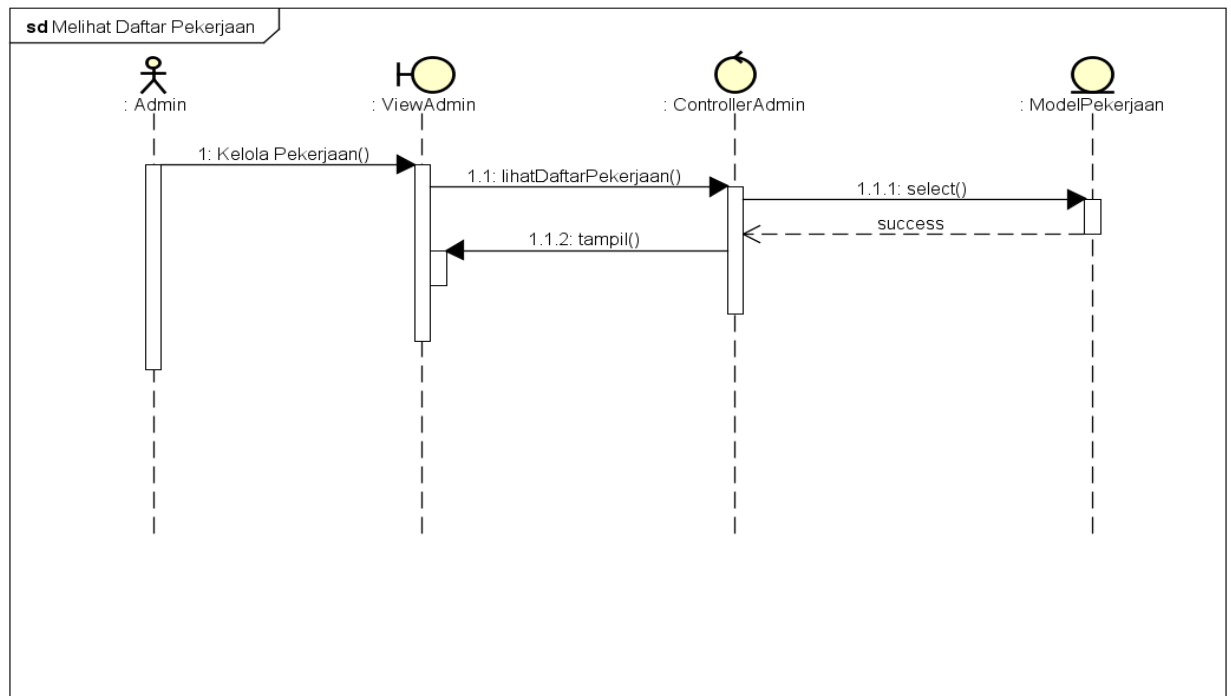 sd Melihat Daftar Pekerjaan
: Admin
: ViewAdmin
: ControllerAdmin
: ModelPekerjaan
1: Kelola Pekerjaan()
1.1: lihatDaftarPekerjaan()
1.1.1: select()
success
1.1.2: tampil()